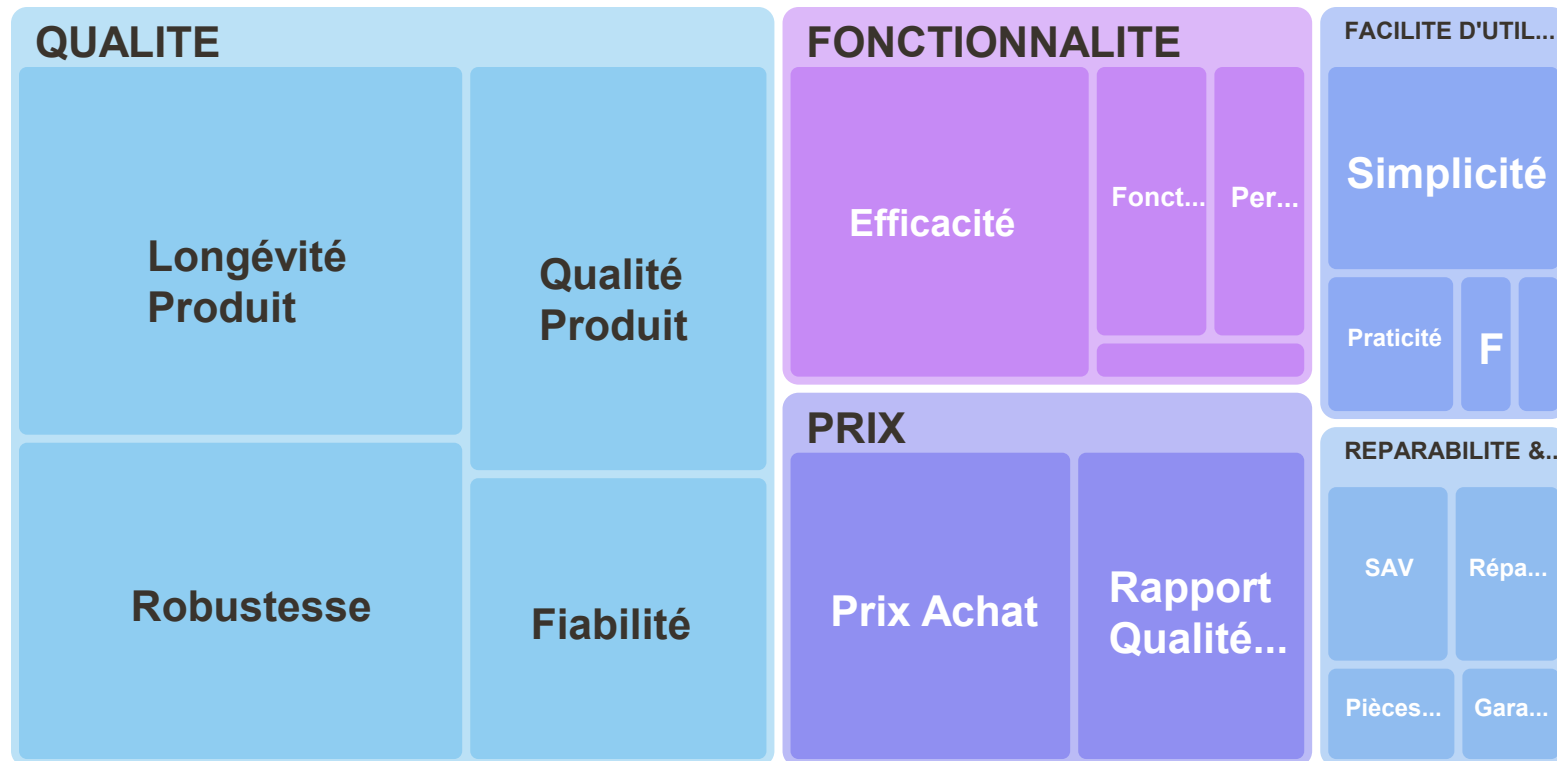 QUALITE
Longévité
Produit
Qualité
Produit
Robustesse
Fiabilité
FONCTIONNALITE
Efficacité
Fonct...
Per...
PRIX
Prix Achat
Rapport
Qualité...
FACILITE D'UTIL...
Simplicité
Praticité
F
REPARABILITE &...
SAV
Répa...
Pièces...
Gara...